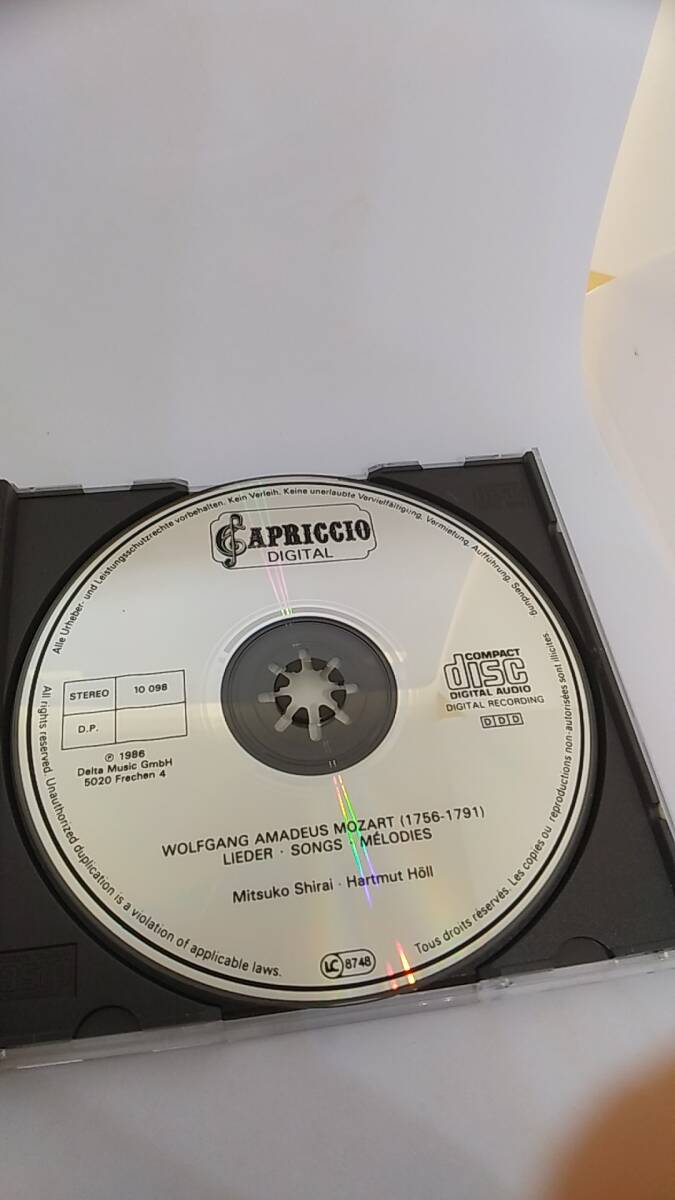 Alle Urheber- und Leistungsschutzrechte vorbehalten. Kein Verleih. Keine unerlaubte Vervielfältigung, Vermietung, Aufführung, Sendung.
CAPRICCIO
DIGITAL
STEREO 10 098
D.P.
℗ 1986
Delta Music GmbH
5020 Frechen 4
COMPACT
disc
DIGITAL AUDIO
DIGITAL RECORDING
D D D
WOLFGANG AMADEUS MOZART (1756-1791)
LIEDER · SONGS · MÉLODIES
Mitsuko Shirai · Hartmut Höll
LC 8748
All rights reserved. Unauthorized duplication is a violation of applicable laws.
Tous droits réservés. Les copies ou reproductions non-autorisées sont illicites.